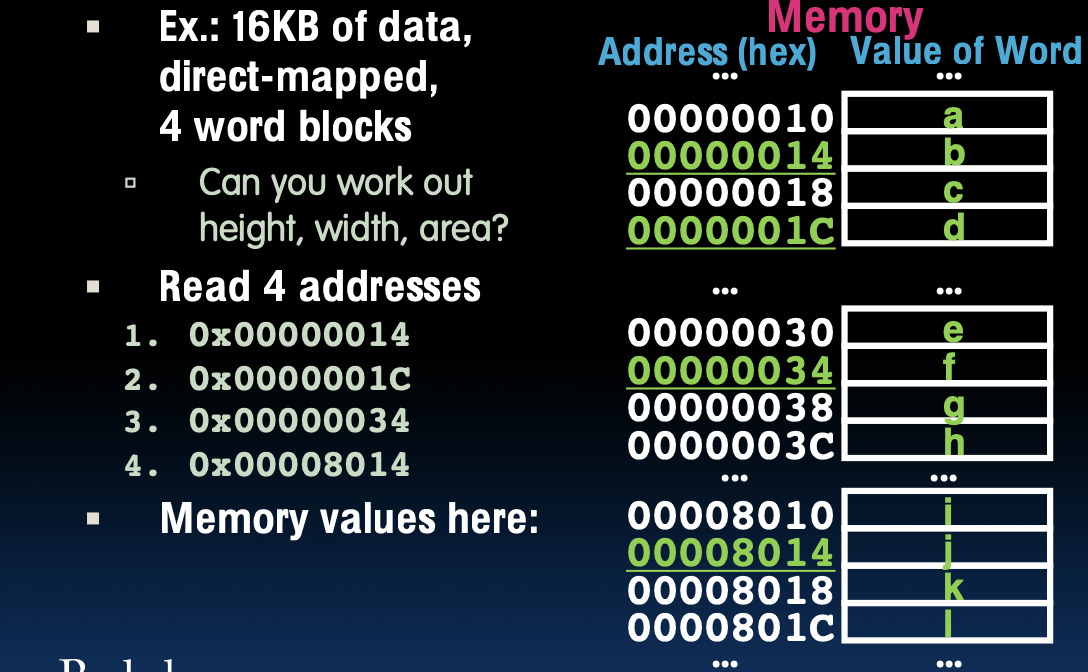 Ex.: 16KB of data,
direct-mapped,
4 word blocks
Can you work out
height, width, area?
Read 4 addresses
1. 0x00000014
2. 0x0000001C
3. 0x00000034
4. 0x00008014
Memory values here:
Memory
Address (hex) Value of Word
... ...
00000010 a
00000014 b
00000018 c
0000001C d
... ...
00000030 e
00000034 f
00000038 g
0000003C h
... ...
00008010 i
00008014 j
00008018 k
0000801C l
... ...